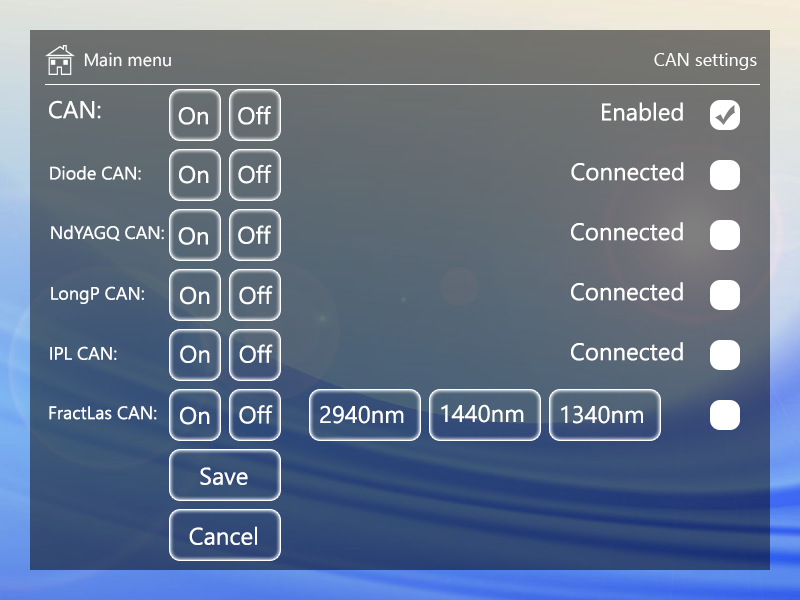 Main menu CAN settings
CAN: On Off Enabled
Diode CAN: On Off Connected
NdYAGQ CAN: On Off Connected
LongP CAN: On Off Connected
IPL CAN: On Off Connected
FractLas CAN: On Off 2940nm 1440nm 1340nm
Save
Cancel